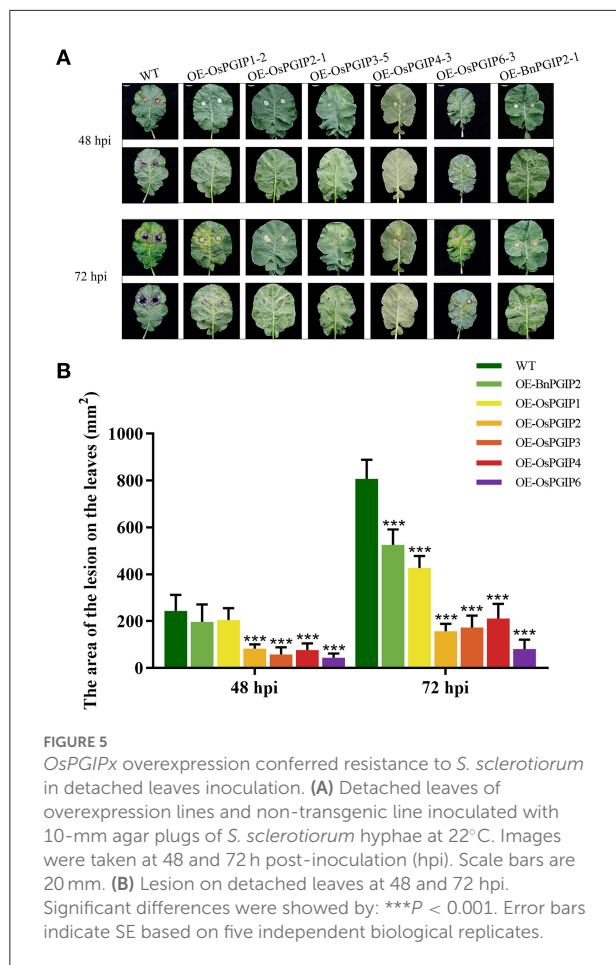 A
WT
OE-OsPGIP1-2
OE-OsPGIP2-1
OE-OsPGIP3-5
OE-OsPGIP4-3
OE-OsPGIP6-3
OE-BnPGIP2-1
48 hpi
72 hpi
B
WT
OE-BnPGIP2
OE-OsPGIP1
OE-OsPGIP2
OE-OsPGIP3
OE-OsPGIP4
OE-OsPGIP6
The area of the lesion on the leaves (mm²)
1000
800
600
400
200
0
*** *** *** ***
*** *** *** *** *** ***
48 hpi
72 hpi
FIGURE 5
OsPGIPx overexpression conferred resistance to S. sclerotiorum
in detached leaves inoculation. (A) Detached leaves of
overexpression lines and non-transgenic line inoculated with
10-mm agar plugs of S. sclerotiorum hyphae at 22°C. Images
were taken at 48 and 72 h post-inoculation (hpi). Scale bars are
20 mm. (B) Lesion on detached leaves at 48 and 72 hpi.
Significant differences were showed by: ***P < 0.001. Error bars
indicate SE based on five independent biological replicates.